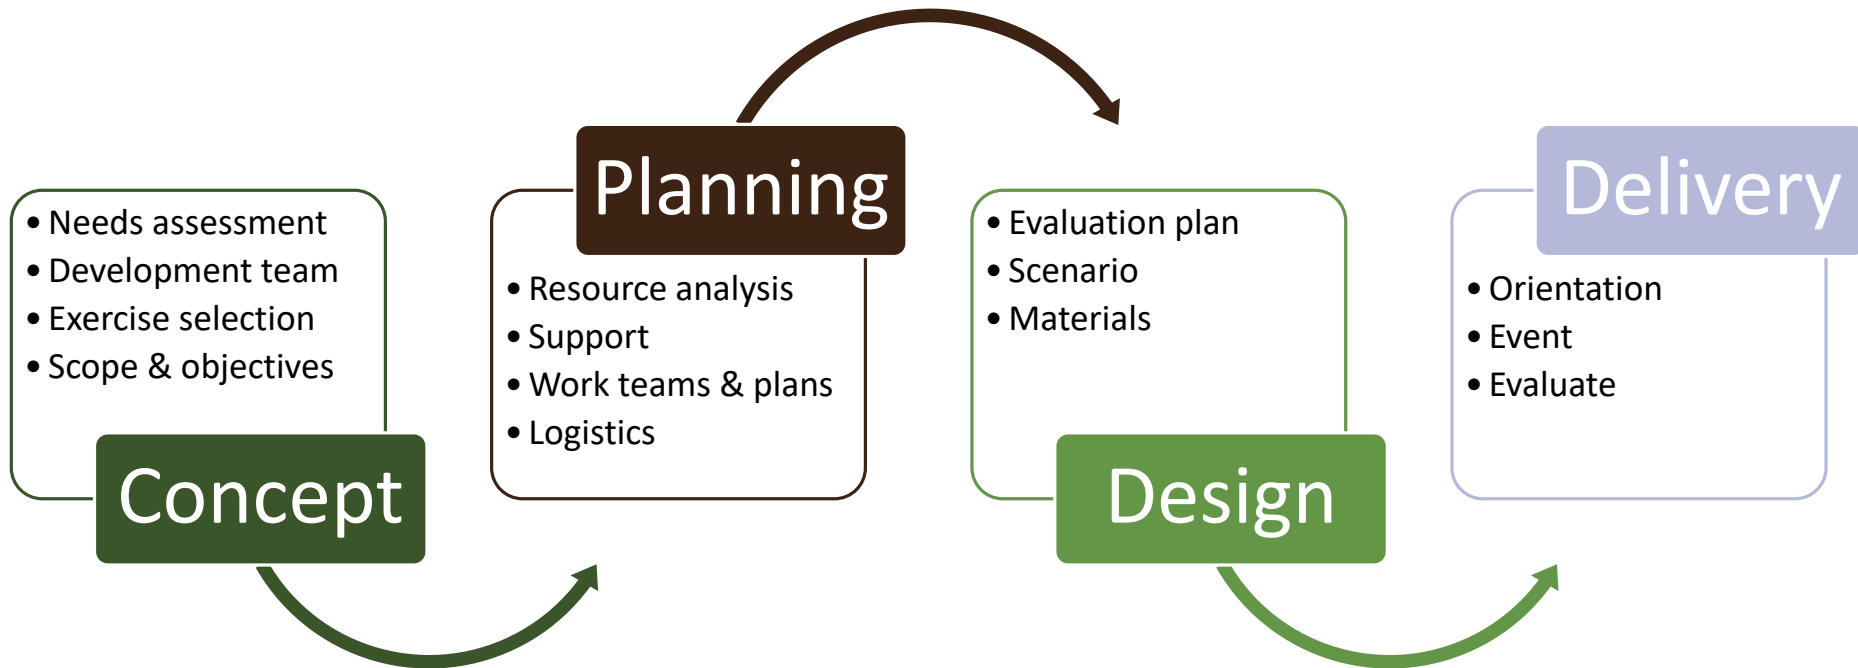 • Needs assessment
• Development team
• Exercise selection
• Scope & objectives
Concept
Planning
• Resource analysis
• Support
• Work teams & plans
• Logistics
• Evaluation plan
• Scenario
• Materials
Design
Delivery
• Orientation
• Event
• Evaluate